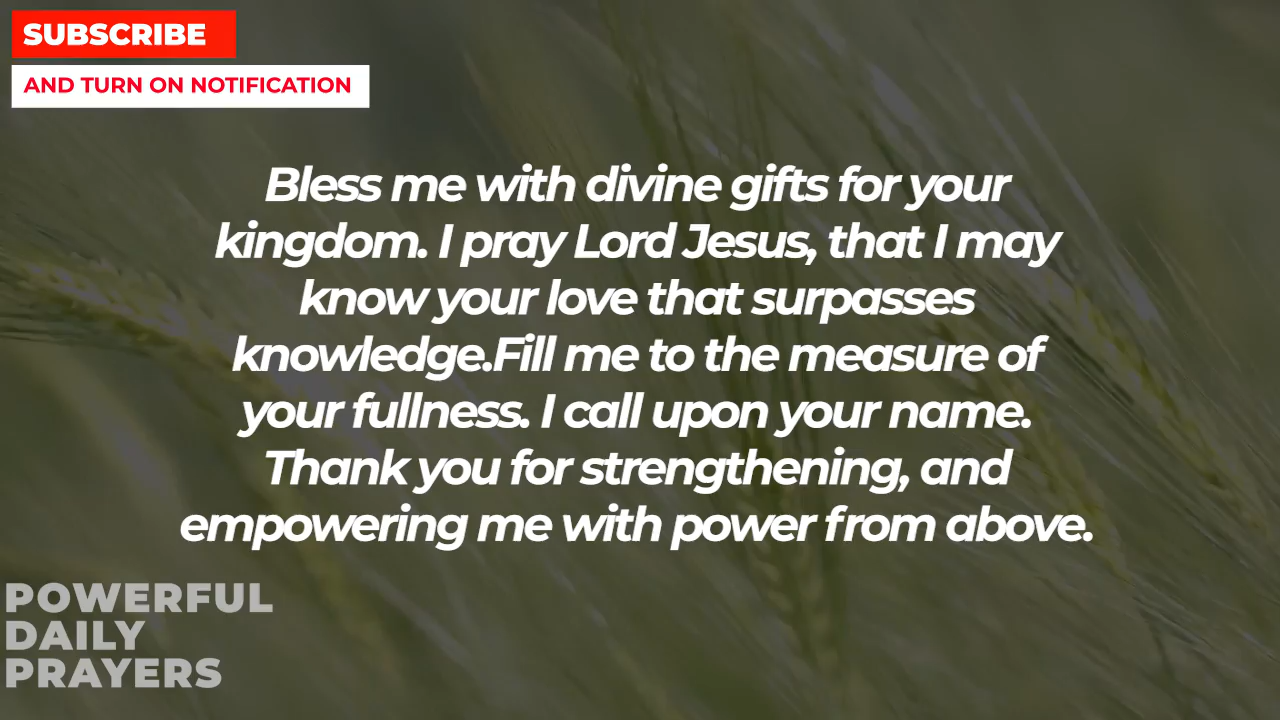 SUBSCRIBE
AND TURN ON NOTIFICATION
Bless me with divine gifts for your
kingdom. I pray Lord Jesus, that I may
know your love that surpasses
knowledge.Fill me to the measure of
your fullness. I call upon your name.
Thank you for strengthening, and
empowering me with power from above.
POWERFUL
DAILY
PRAYERS